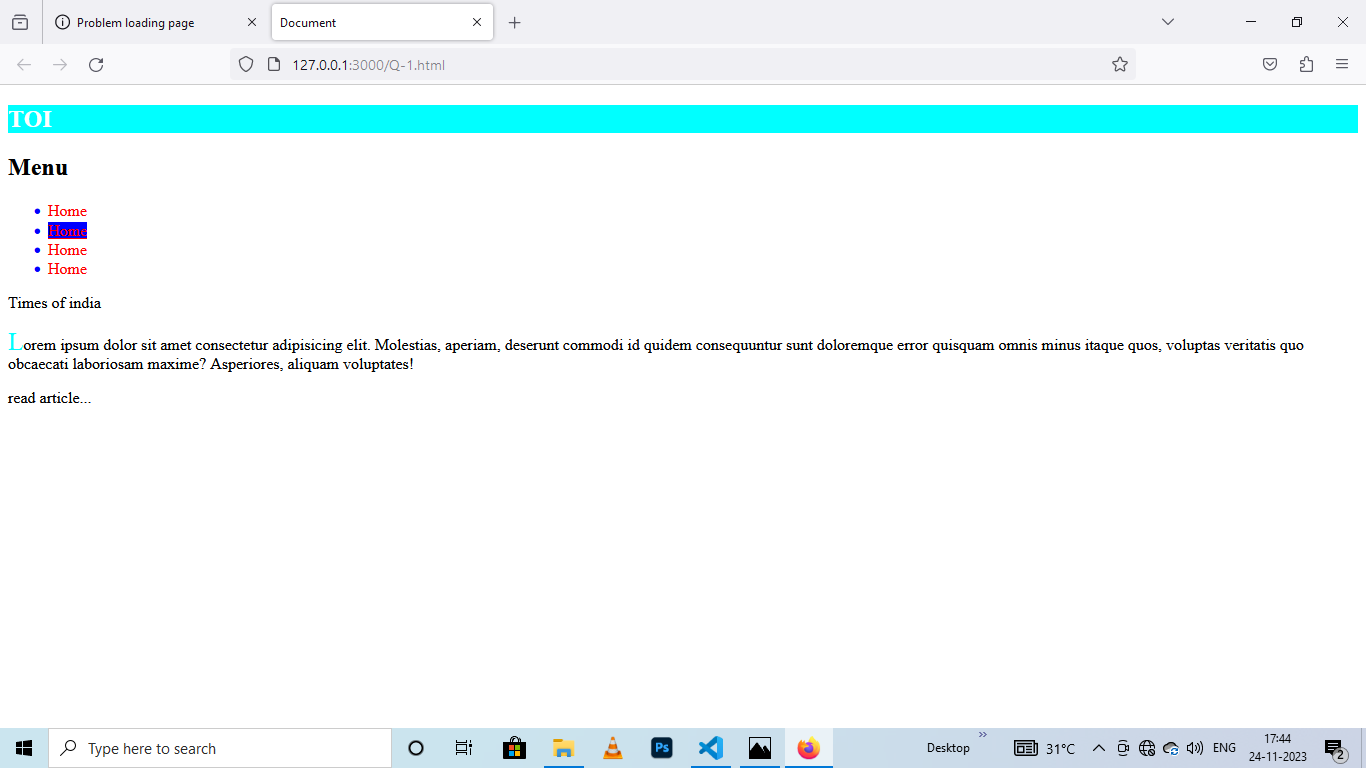 Problem loading page
Document
127.0.0.1:3000/Q-1.html
TOI
Menu
Home
Home
Home
Home
Times of india
Lorem ipsum dolor sit amet consectetur adipisicing elit. Molestias, aperiam, deserunt commodi id quidem consequuntur sunt doloremque error quisquam omnis minus itaque quos, voluptas veritatis quo
obcaecati laboriosam maxime? Asperiores, aliquam voluptates!
read article...
Type here to search
Ps
Desktop
31°C
ENG
17:44
24-11-2023
2